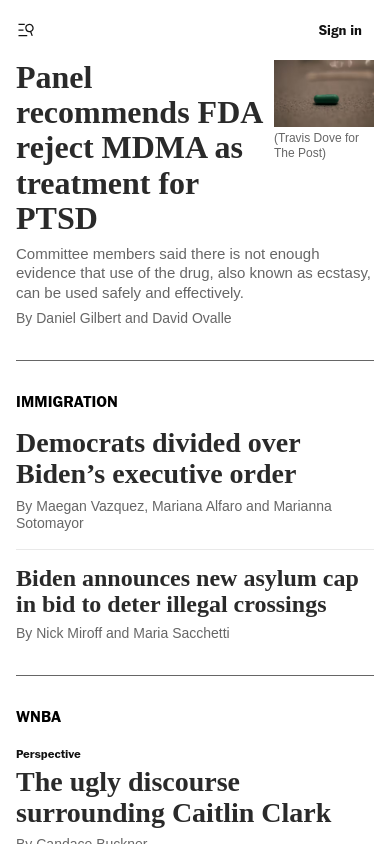 Sign in
Panel
recommends FDA
reject MDMA as
treatment for
PTSD
(Travis Dove for
The Post)
Committee members said there is not enough
evidence that use of the drug, also known as ecstasy,
can be used safely and effectively.
By Daniel Gilbert and David Ovalle
IMMIGRATION
Democrats divided over
Biden’s executive order
By Maegan Vazquez, Mariana Alfaro and Marianna
Sotomayor
Biden announces new asylum cap
in bid to deter illegal crossings
By Nick Miroff and Maria Sacchetti
WNBA
Perspective
The ugly discourse
surrounding Caitlin Clark
By Candace Buckner